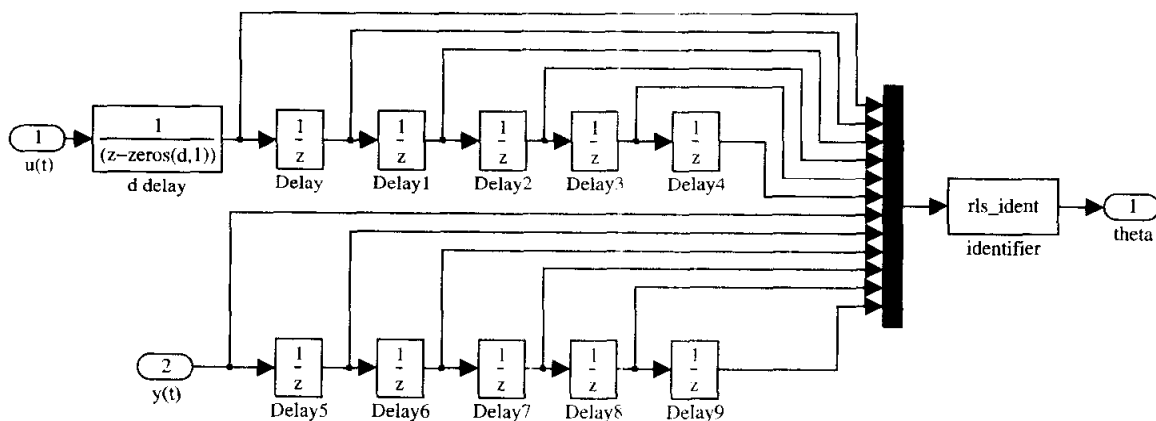 1
u(t)
1
(z-zeros(d,1))
d delay
1
z
Delay
1
z
Delay1
1
z
Delay2
1
z
Delay3
1
z
Delay4
rls_ident
identifier
1
theta
2
y(t)
1
z
Delay5
1
z
Delay6
1
z
Delay7
1
z
Delay8
1
z
Delay9